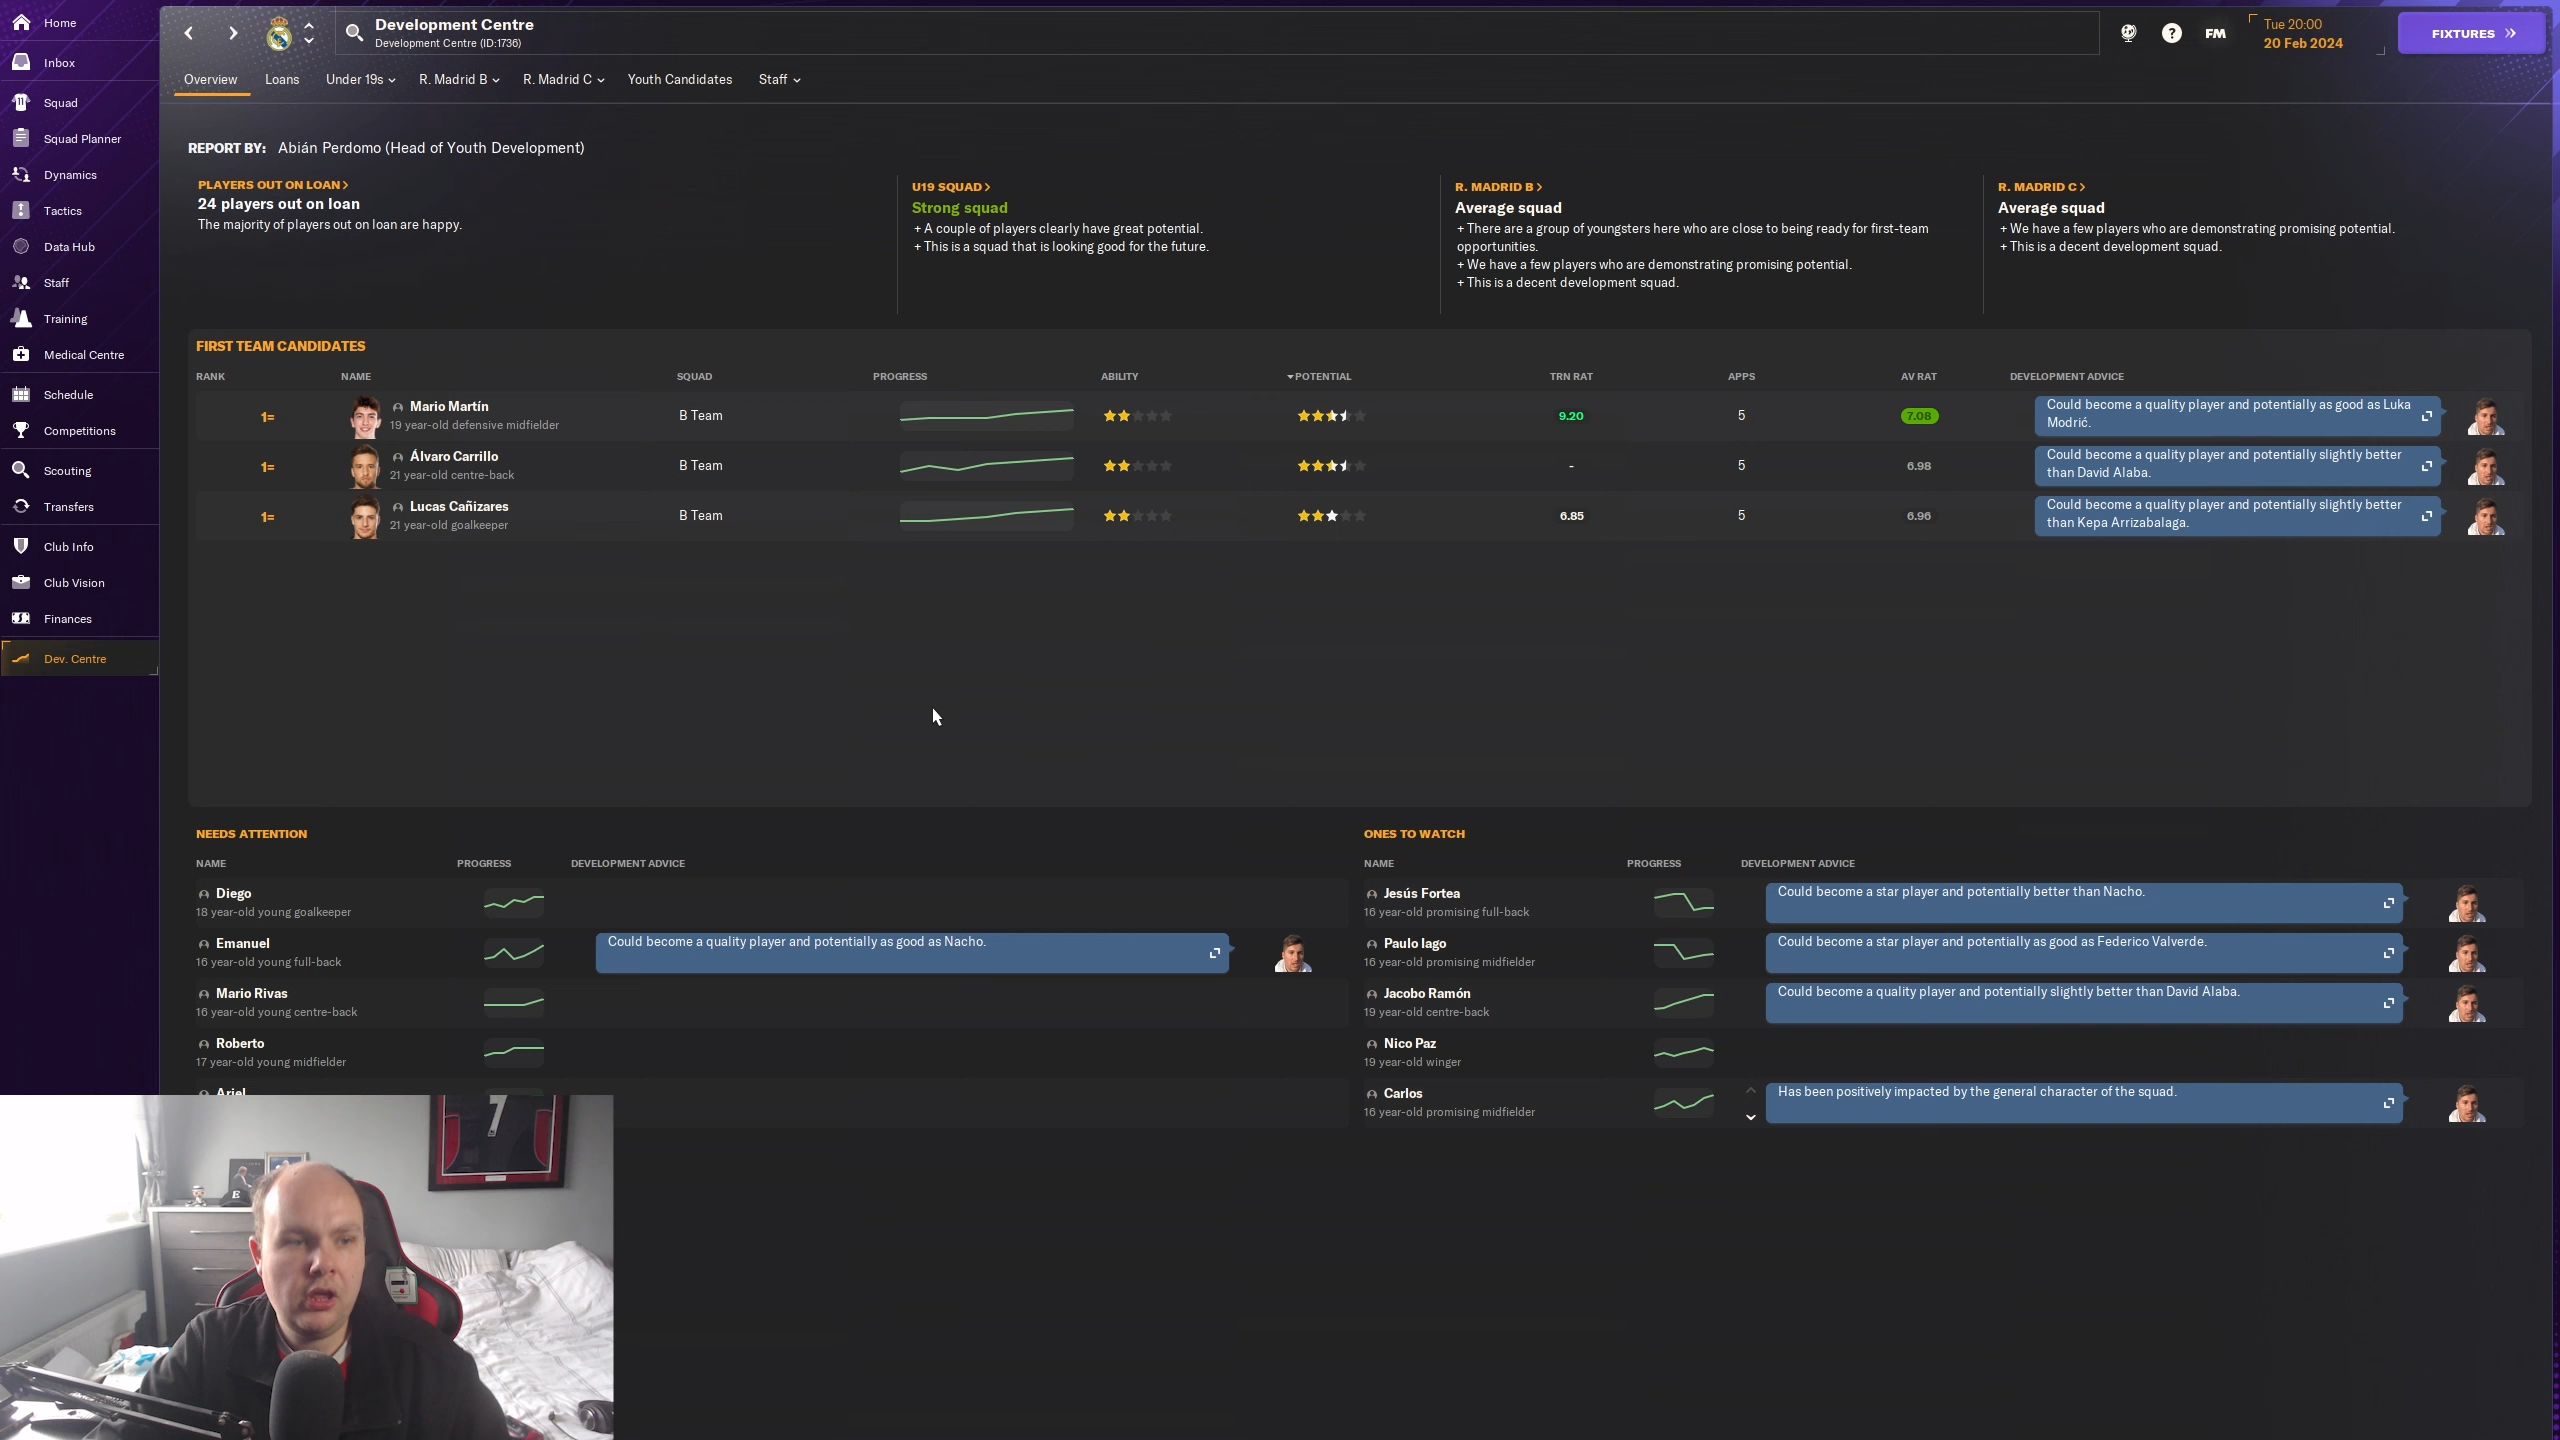 Home
Inbox
Squad
Squad Planner
Dynamics
Tactics
Data Hub
Staff
Training
Medical Centre
Schedule
Competitions
Scouting
Transfers
Club Info
Club Vision
Finances
Dev. Centre
Development Centre
Development Centre (ID:1736)
FM
Tue 20:00
20 Feb 2024
FIXTURES
Overview Loans Under 19s R. Madrid B R. Madrid C Youth Candidates Staff
REPORT BY: Abián Perdomo (Head of Youth Development)
PLAYERS OUT ON LOAN
24 players out on loan
The majority of players out on loan are happy.
U19 SQUAD
Strong squad
+ A couple of players clearly have great potential.
+ This is a squad that is looking good for the future.
R. MADRID B
Average squad
+ There are a group of youngsters here who are close to being ready for first-team
opportunities.
+ We have a few players who are demonstrating promising potential.
+ This is a decent development squad.
R. MADRID C
Average squad
+ We have a few players who are demonstrating promising potential.
+ This is a decent development squad.
FIRST TEAM CANDIDATES
RANK NAME SQUAD PROGRESS ABILITY POTENTIAL TRN RAT APPS AV RAT DEVELOPMENT ADVICE
1= Mario Martín B Team 9.20 5 7.08
19 year-old defensive midfielder
Could become a quality player and potentially as good as Luka
Modrić.
1= Álvaro Carrillo B Team - 5 6.98
21 year-old centre-back
Could become a quality player and potentially slightly better
than David Alaba.
1= Lucas Cañizares B Team 6.85 5 6.96
21 year-old goalkeeper
Could become a quality player and potentially slightly better
than Kepa Arrizabalaga.
NEEDS ATTENTION
NAME PROGRESS DEVELOPMENT ADVICE
Diego
18 year-old young goalkeeper
Emanuel
16 year-old young full-back
Could become a quality player and potentially as good as Nacho.
Mario Rivas
16 year-old young centre-back
Roberto
17 year-old young midfielder
Ariel
ONES TO WATCH
NAME PROGRESS DEVELOPMENT ADVICE
Jesús Fortea
16 year-old promising full-back
Could become a star player and potentially better than Nacho.
Paulo Iago
16 year-old promising midfielder
Could become a star player and potentially as good as Federico Valverde.
Jacobo Ramón
19 year-old centre-back
Could become a quality player and potentially slightly better than David Alaba.
Nico Paz
19 year-old winger
Carlos
16 year-old promising midfielder
Has been positively impacted by the general character of the squad.
7
E